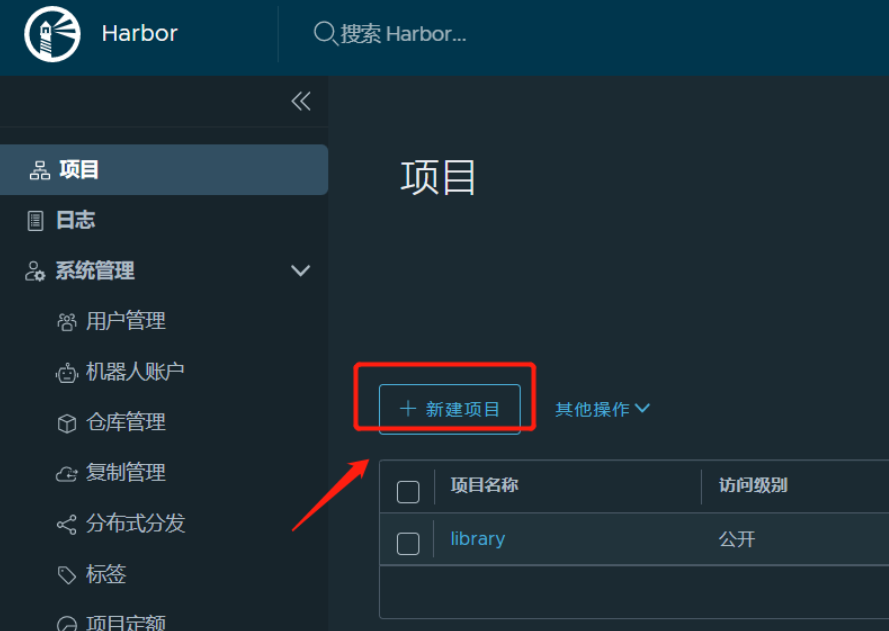 Harbor
搜索 Harbor...
项目
日志
系统管理
用户管理
机器人账户
仓库管理
复制管理
分布式分发
标签
项目定额
项目
新建项目
其他操作
项目名称
访问级别
library
公开